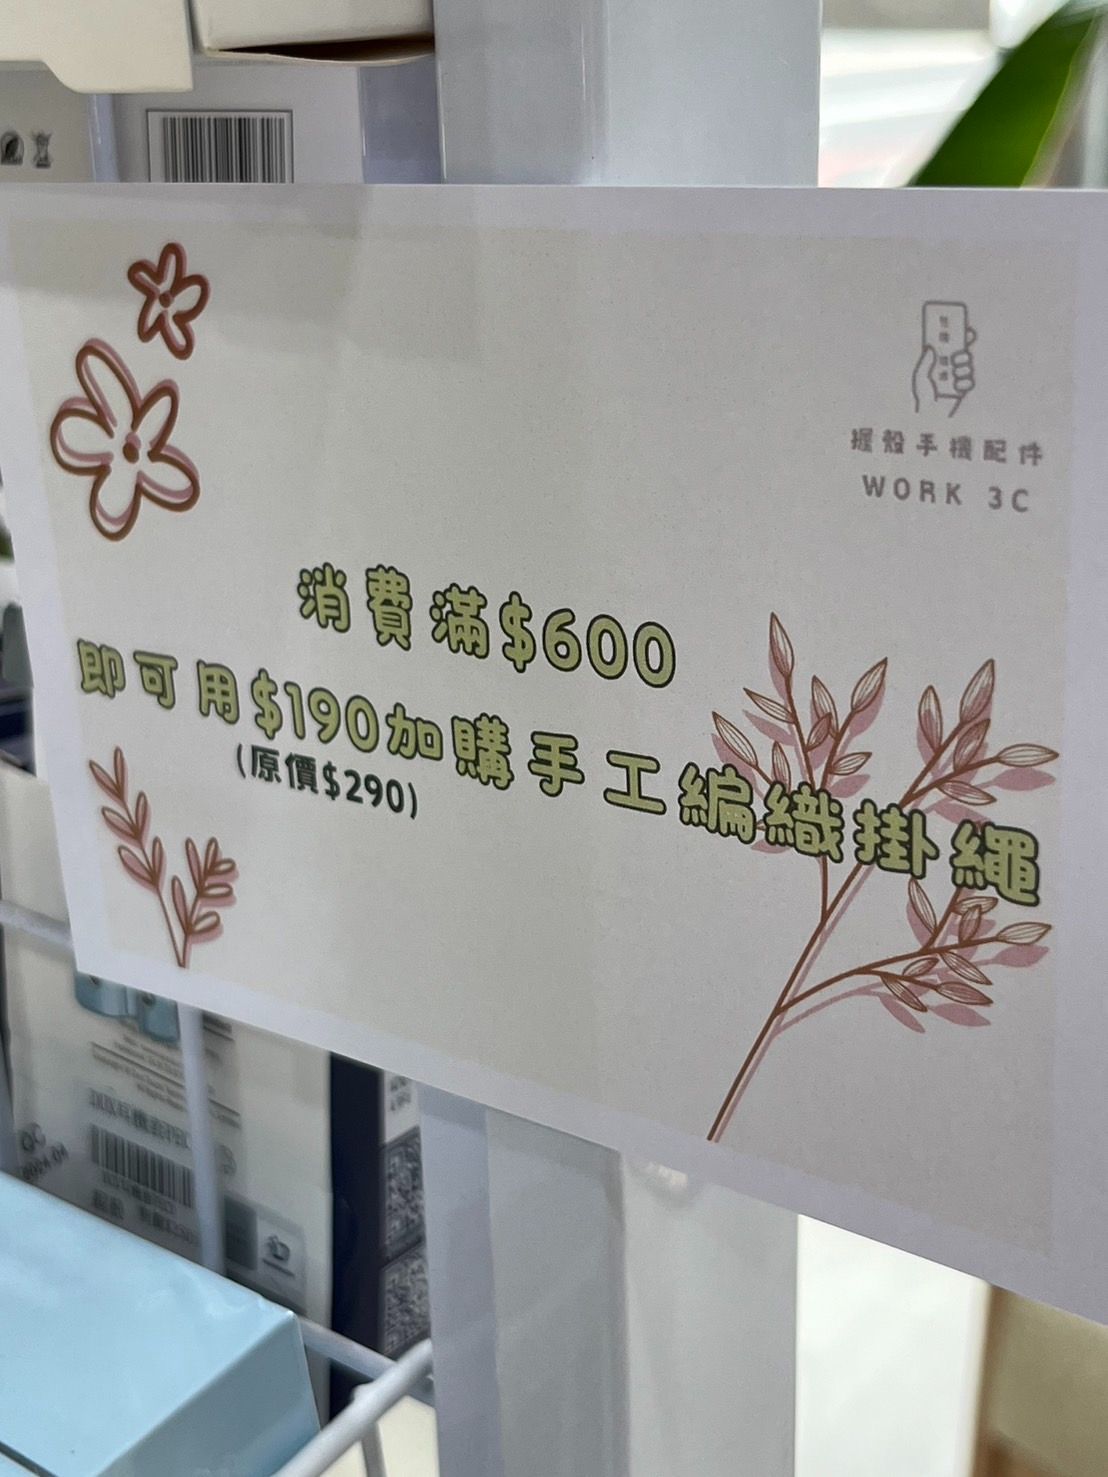 握殼手機配件
WORK 3C
消費滿$600
即可用$190加購手工編織掛繩
(原價$290)